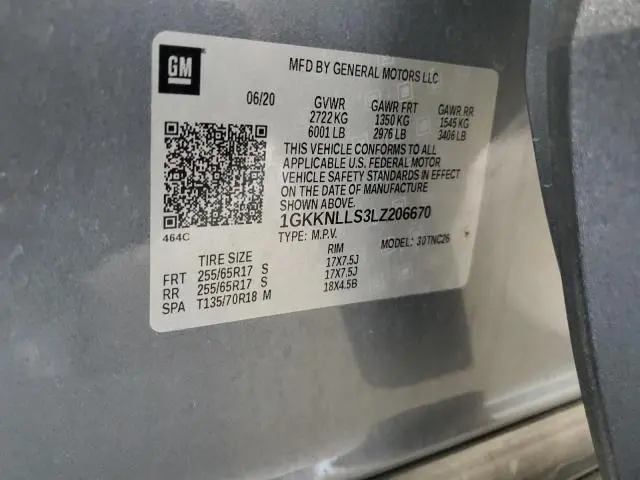 GM
MFD BY GENERAL MOTORS LLC
06/20 GVWR GAWR FRT GAWR RR
2722 KG 1350 KG 1545 KG
6001 LB 2976 LB 3406 LB
THIS VEHICLE CONFORMS TO ALL
APPLICABLE U.S. FEDERAL MOTOR
VEHICLE SAFETY STANDARDS IN EFFECT
ON THE DATE OF MANUFACTURE
SHOWN ABOVE.
1GKKNLLS3LZ206670
464C TYPE: M.P.V. MODEL: 30TNC26
TIRE SIZE RIM
FRT 255/65R17 S 17X7.5J
RR 255/65R17 S 17X7.5J
SPA T135/70R18 M 18X4.5B